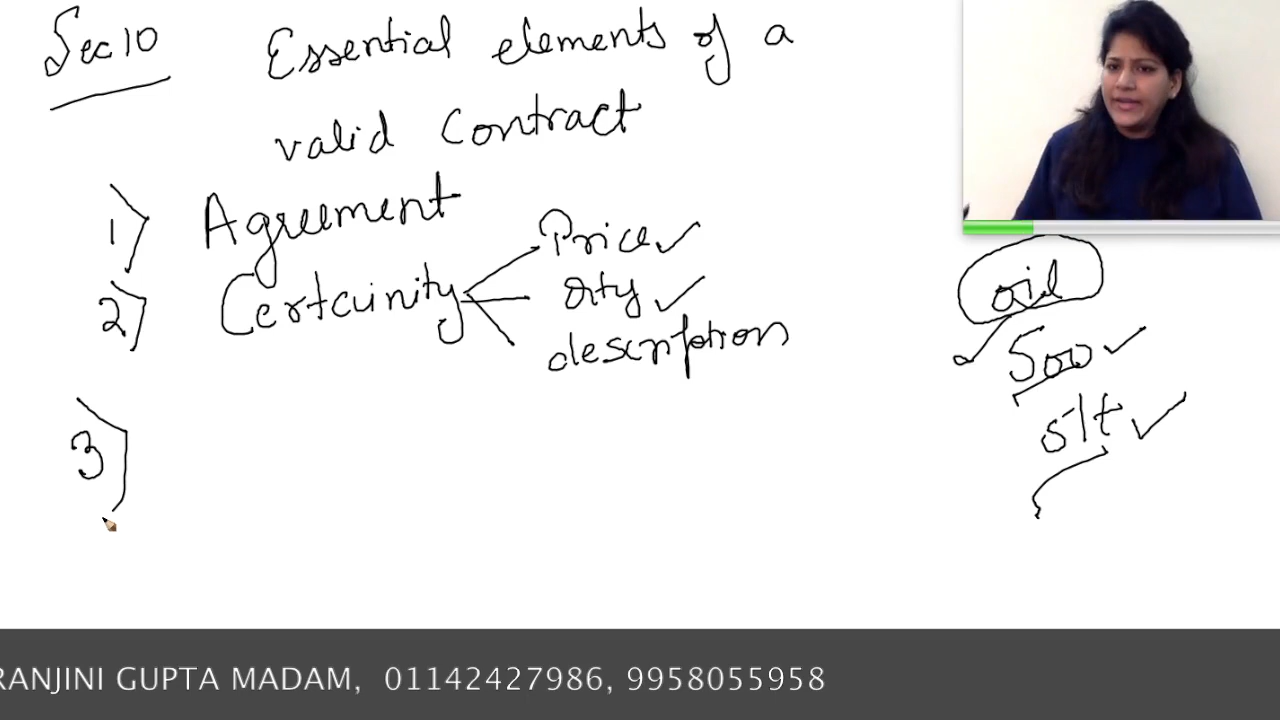 Sec 10 Essential elements of a
valid Contract
1) Agreement
2) Certainity
Price
Qty
description
3)
oil
500
5 lt
RANJINI GUPTA MADAM, 01142427986, 9958055958